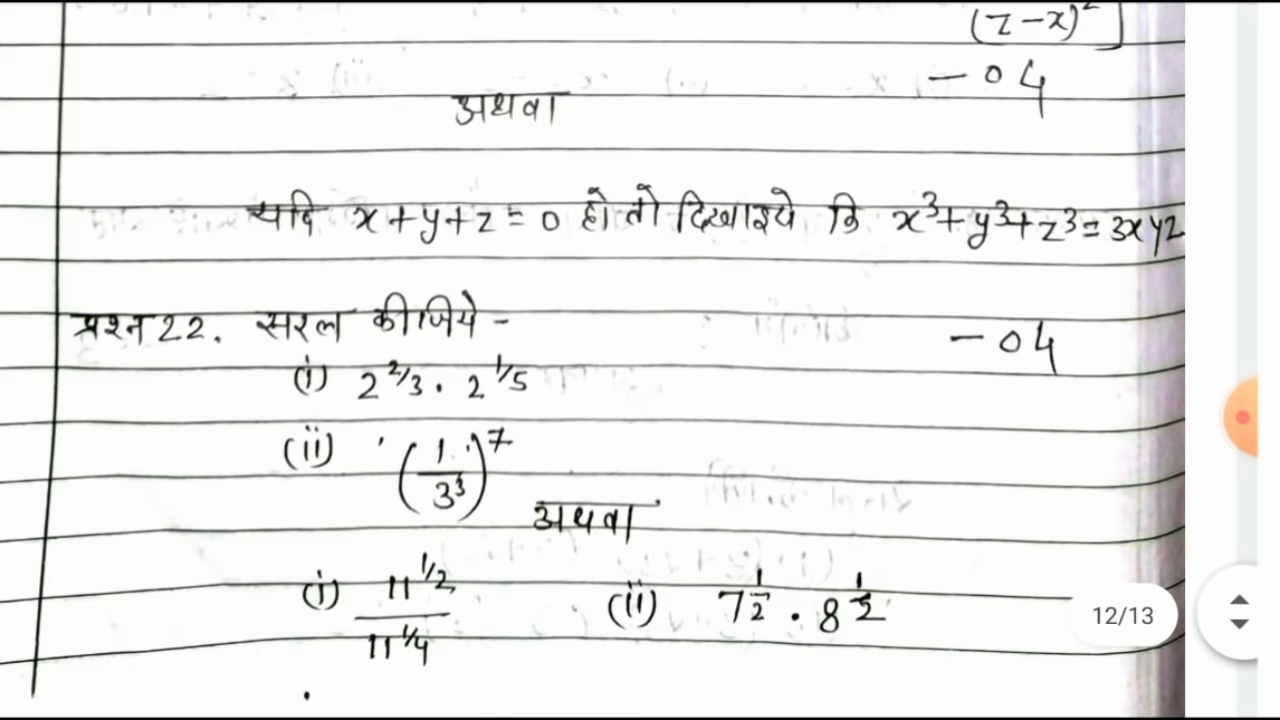 (z-x)²]
- 04
अथवा
यदि x+y+z=0 हो तो दिखाइये कि x³+y³+z³=3xyz
प्रश्न 22. सरल कीजिये -
- 04
(i) 2^2/3 . 2^1/5
(ii) (1/3³)^7
अथवा
(i) 11^1/2 / 11^1/4 (ii) 7^1/2 . 8^1/2
12/13